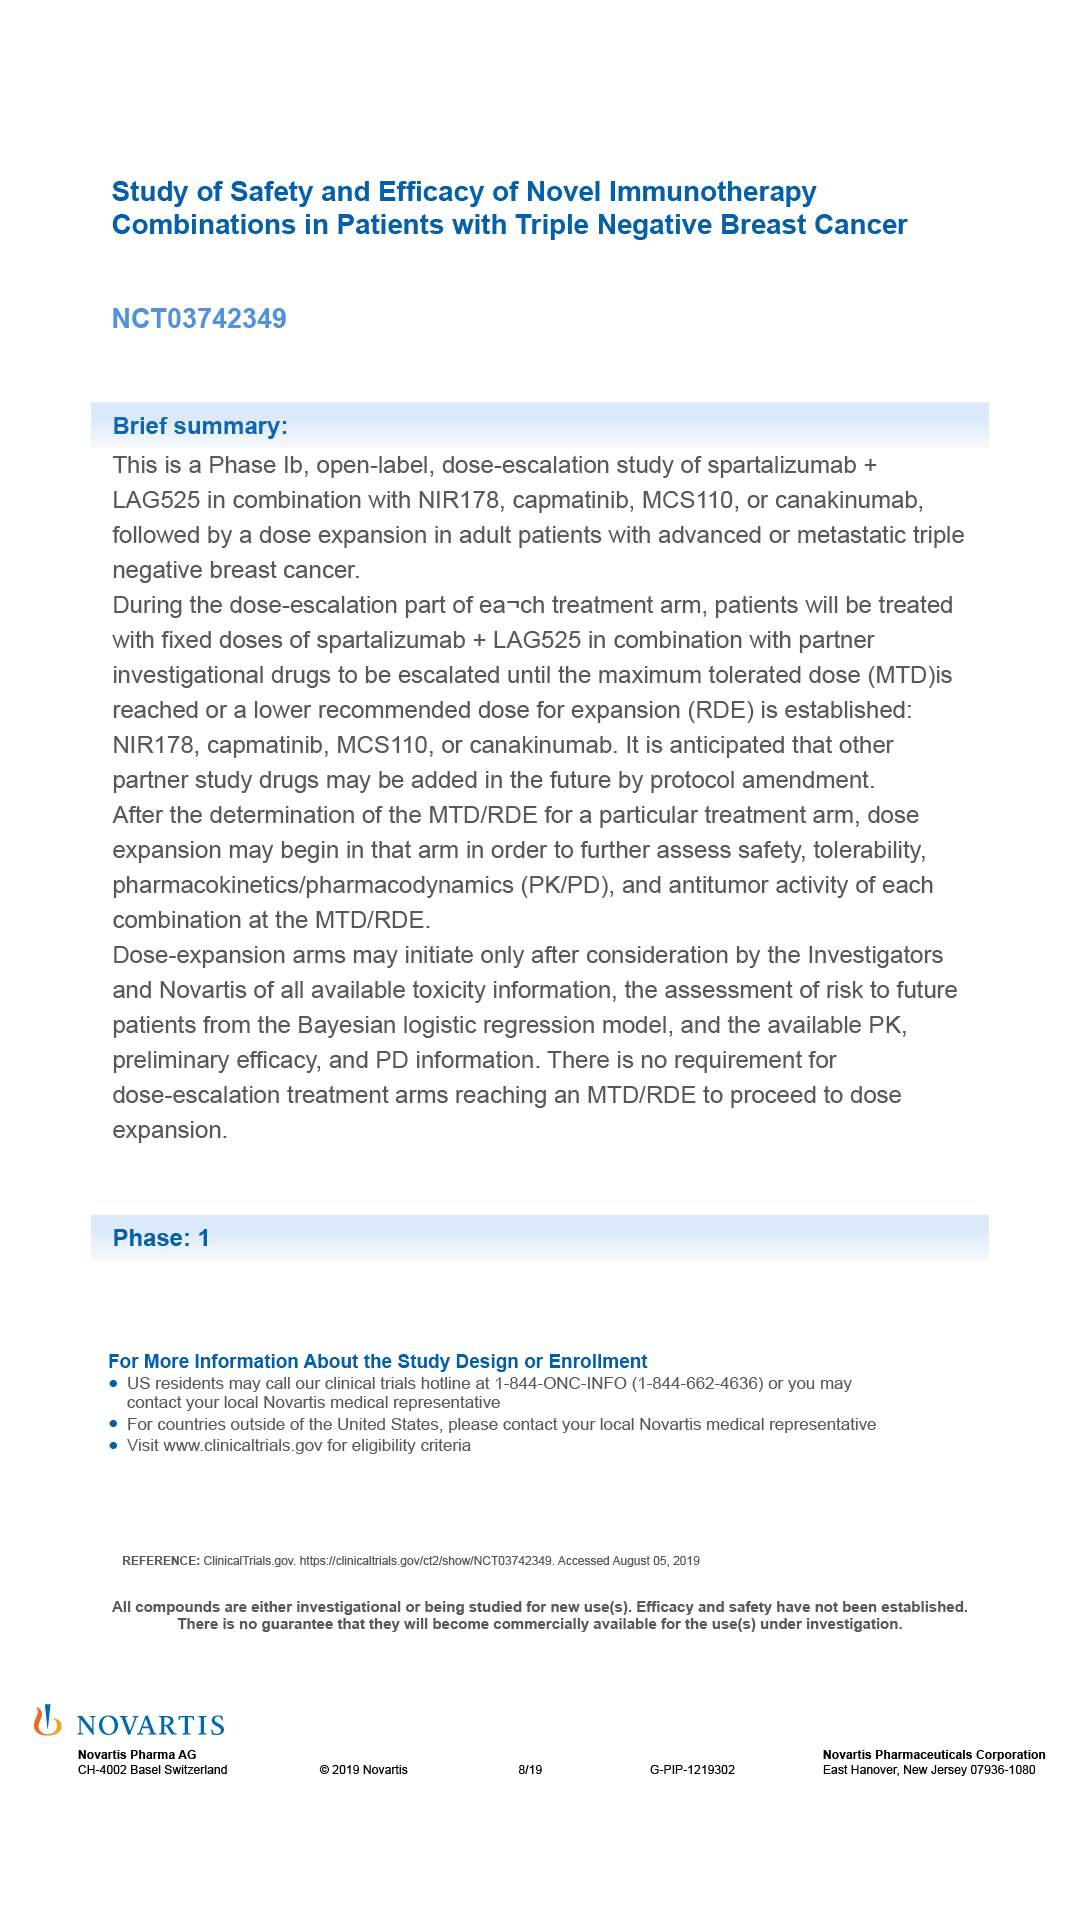 Study of Safety and Efficacy of Novel Immunotherapy
Combinations in Patients with Triple Negative Breast Cancer
NCT03742349
Brief summary:
This is a Phase Ib, open-label, dose-escalation study of spartalizumab +
LAG525 in combination with NIR178, capmatinib, MCS110, or canakinumab,
followed by a dose expansion in adult patients with advanced or metastatic triple
negative breast cancer.
During the dose-escalation part of ea¬ch treatment arm, patients will be treated
with fixed doses of spartalizumab + LAG525 in combination with partner
investigational drugs to be escalated until the maximum tolerated dose (MTD)is
reached or a lower recommended dose for expansion (RDE) is established:
NIR178, capmatinib, MCS110, or canakinumab. It is anticipated that other
partner study drugs may be added in the future by protocol amendment.
After the determination of the MTD/RDE for a particular treatment arm, dose
expansion may begin in that arm in order to further assess safety, tolerability,
pharmacokinetics/pharmacodynamics (PK/PD), and antitumor activity of each
combination at the MTD/RDE.
Dose-expansion arms may initiate only after consideration by the Investigators
and Novartis of all available toxicity information, the assessment of risk to future
patients from the Bayesian logistic regression model, and the available PK,
preliminary efficacy, and PD information. There is no requirement for
dose-escalation treatment arms reaching an MTD/RDE to proceed to dose
expansion.
Phase: 1
For More Information About the Study Design or Enrollment
● US residents may call our clinical trials hotline at 1-844-ONC-INFO (1-844-662-4636) or you may
contact your local Novartis medical representative
● For countries outside of the United States, please contact your local Novartis medical representative
● Visit www.clinicaltrials.gov for eligibility criteria
REFERENCE: ClinicalTrials.gov. https://clinicaltrials.gov/ct2/show/NCT03742349. Accessed August 05, 2019
All compounds are either investigational or being studied for new use(s). Efficacy and safety have not been established.
There is no guarantee that they will become commercially available for the use(s) under investigation.
NOVARTIS
Novartis Pharma AG Novartis Pharmaceuticals Corporation
CH-4002 Basel Switzerland © 2019 Novartis 8/19 G-PIP-1219302 East Hanover, New Jersey 07936-1080